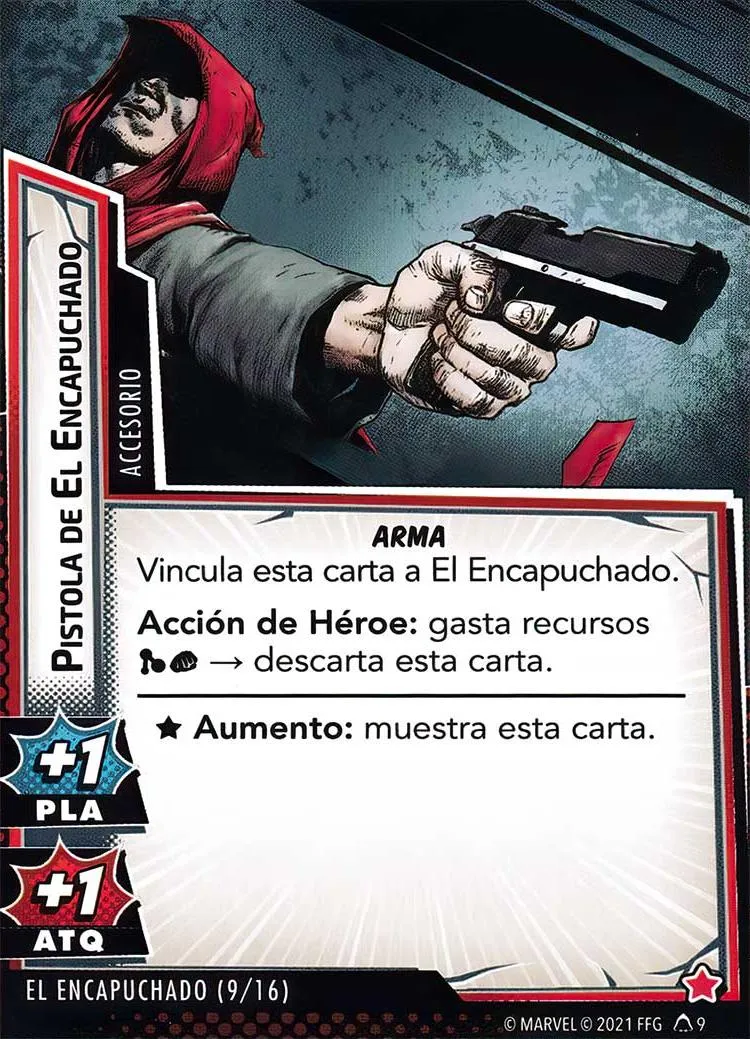 PISTOLA DE EL ENCAPUCHADO
ACCESORIO
ARMA
Vincula esta carta a El Encapuchado.
Acción de Héroe: gasta recursos
→ descarta esta carta.
★ Aumento: muestra esta carta.
+1
PLA
+1
ATQ
EL ENCAPUCHADO (9/16)
© MARVEL © 2021 FFG 9